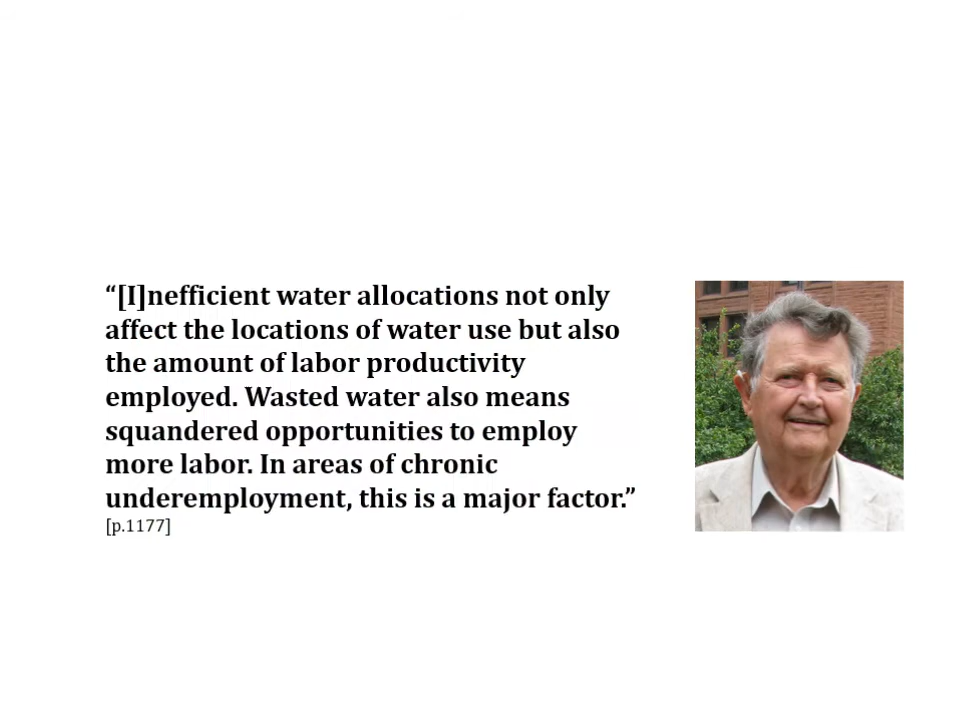 “[I]nefficient water allocations not only
affect the locations of water use but also
the amount of labor productivity
employed. Wasted water also means
squandered opportunities to employ
more labor. In areas of chronic
underemployment, this is a major factor.”
[p.1177]